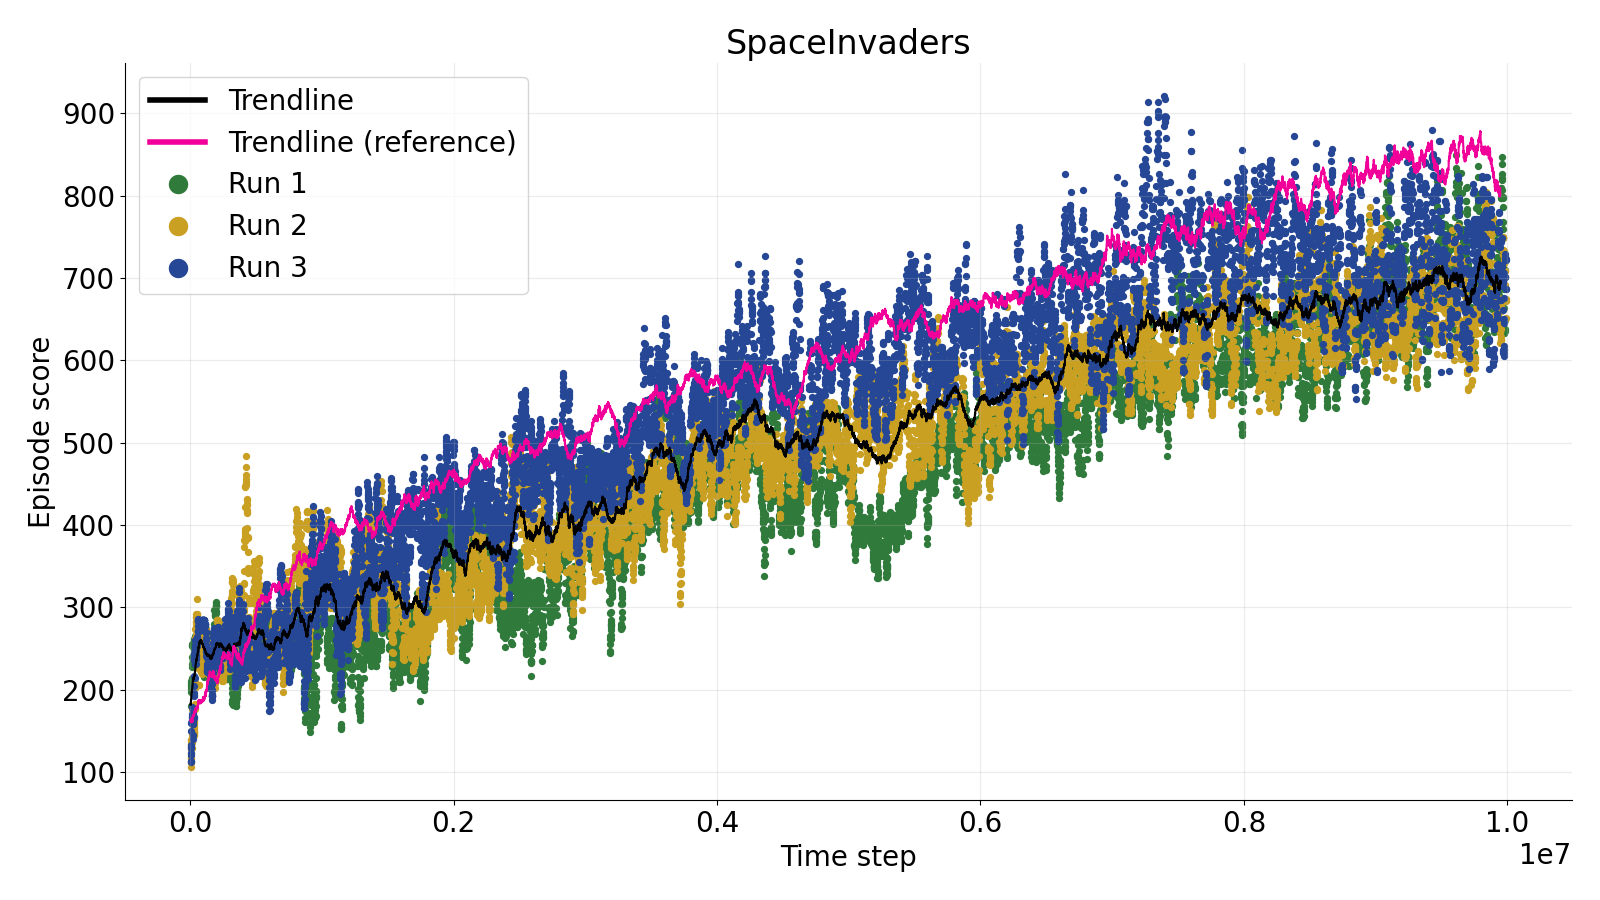 SpaceInvaders
Trendline
Trendline (reference)
Run 1
Run 2
Run 3
Episode score
900
800
700
600
500
400
300
200
100
0.0 0.2 0.4 0.6 0.8 1.0
1e7
Time step